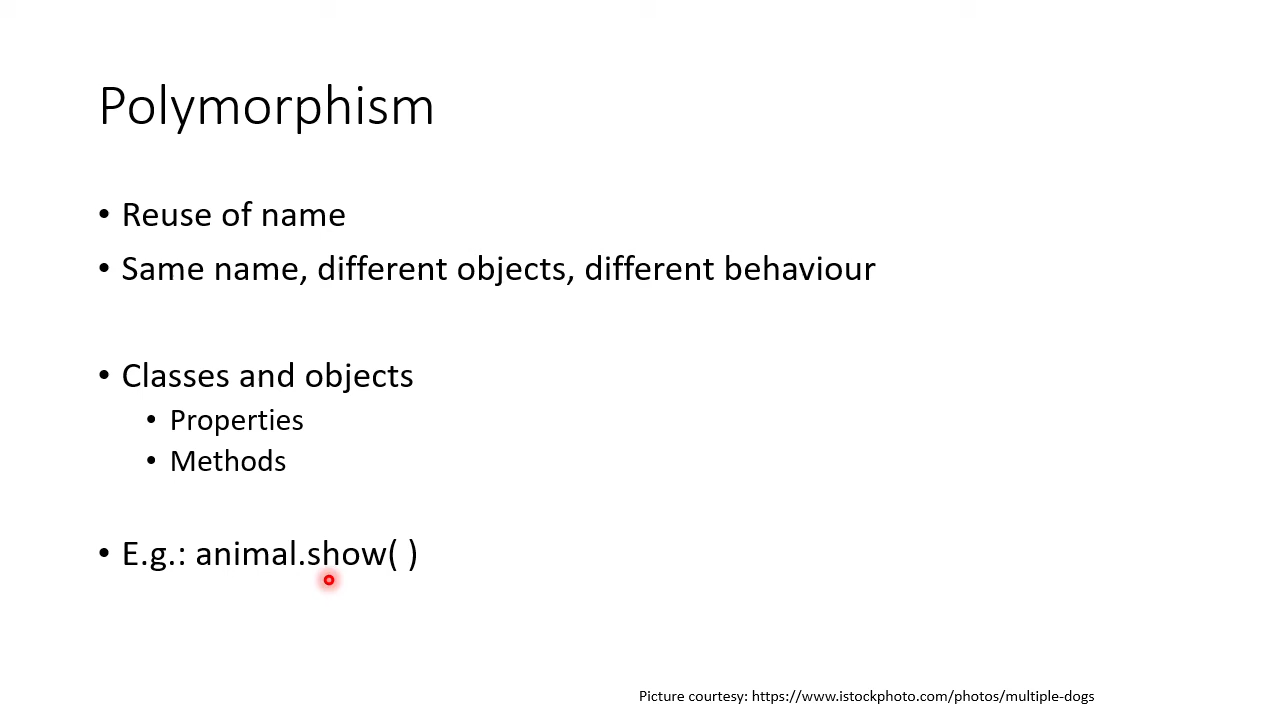 Polymorphism
• Reuse of name
• Same name, different objects, different behaviour
• Classes and objects
• Properties
• Methods
• E.g.: animal.show( )
Picture courtesy: https://www.istockphoto.com/photos/multiple-dogs